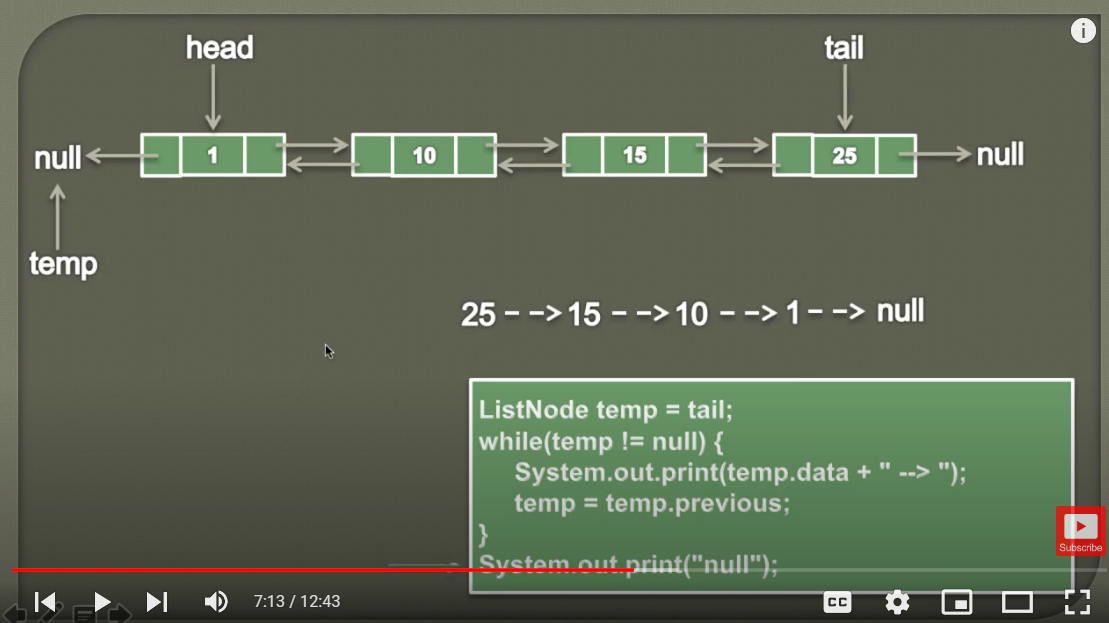 head
tail
null
1
10
15
25
null
temp
25 - -> 15 - -> 10 - -> 1 - -> null
ListNode temp = tail;
while(temp != null) {
System.out.print(temp.data + " --> ");
temp = temp.previous;
}
System.out.print("null");
Subscribe
7:13 / 12:43
CC